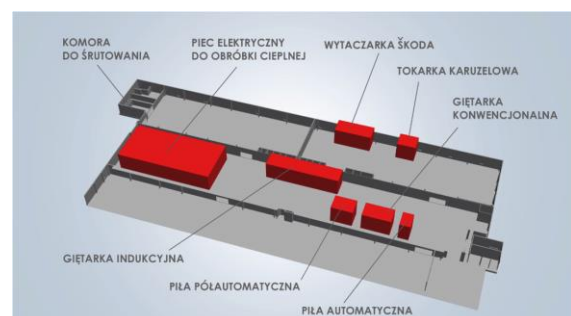 KOMORA
DO ŚRUTOWANIA
PIEC ELEKTRYCZNY
DO OBRÓBKI CIEPLNEJ
WYTACZARKA ŠKODA
TOKARKA KARUZELOWA
GIĘTARKA
KONWENCJONALNA
GIĘTARKA INDUKCYJNA
PIŁA PÓŁAUTOMATYCZNA
PIŁA AUTOMATYCZNA